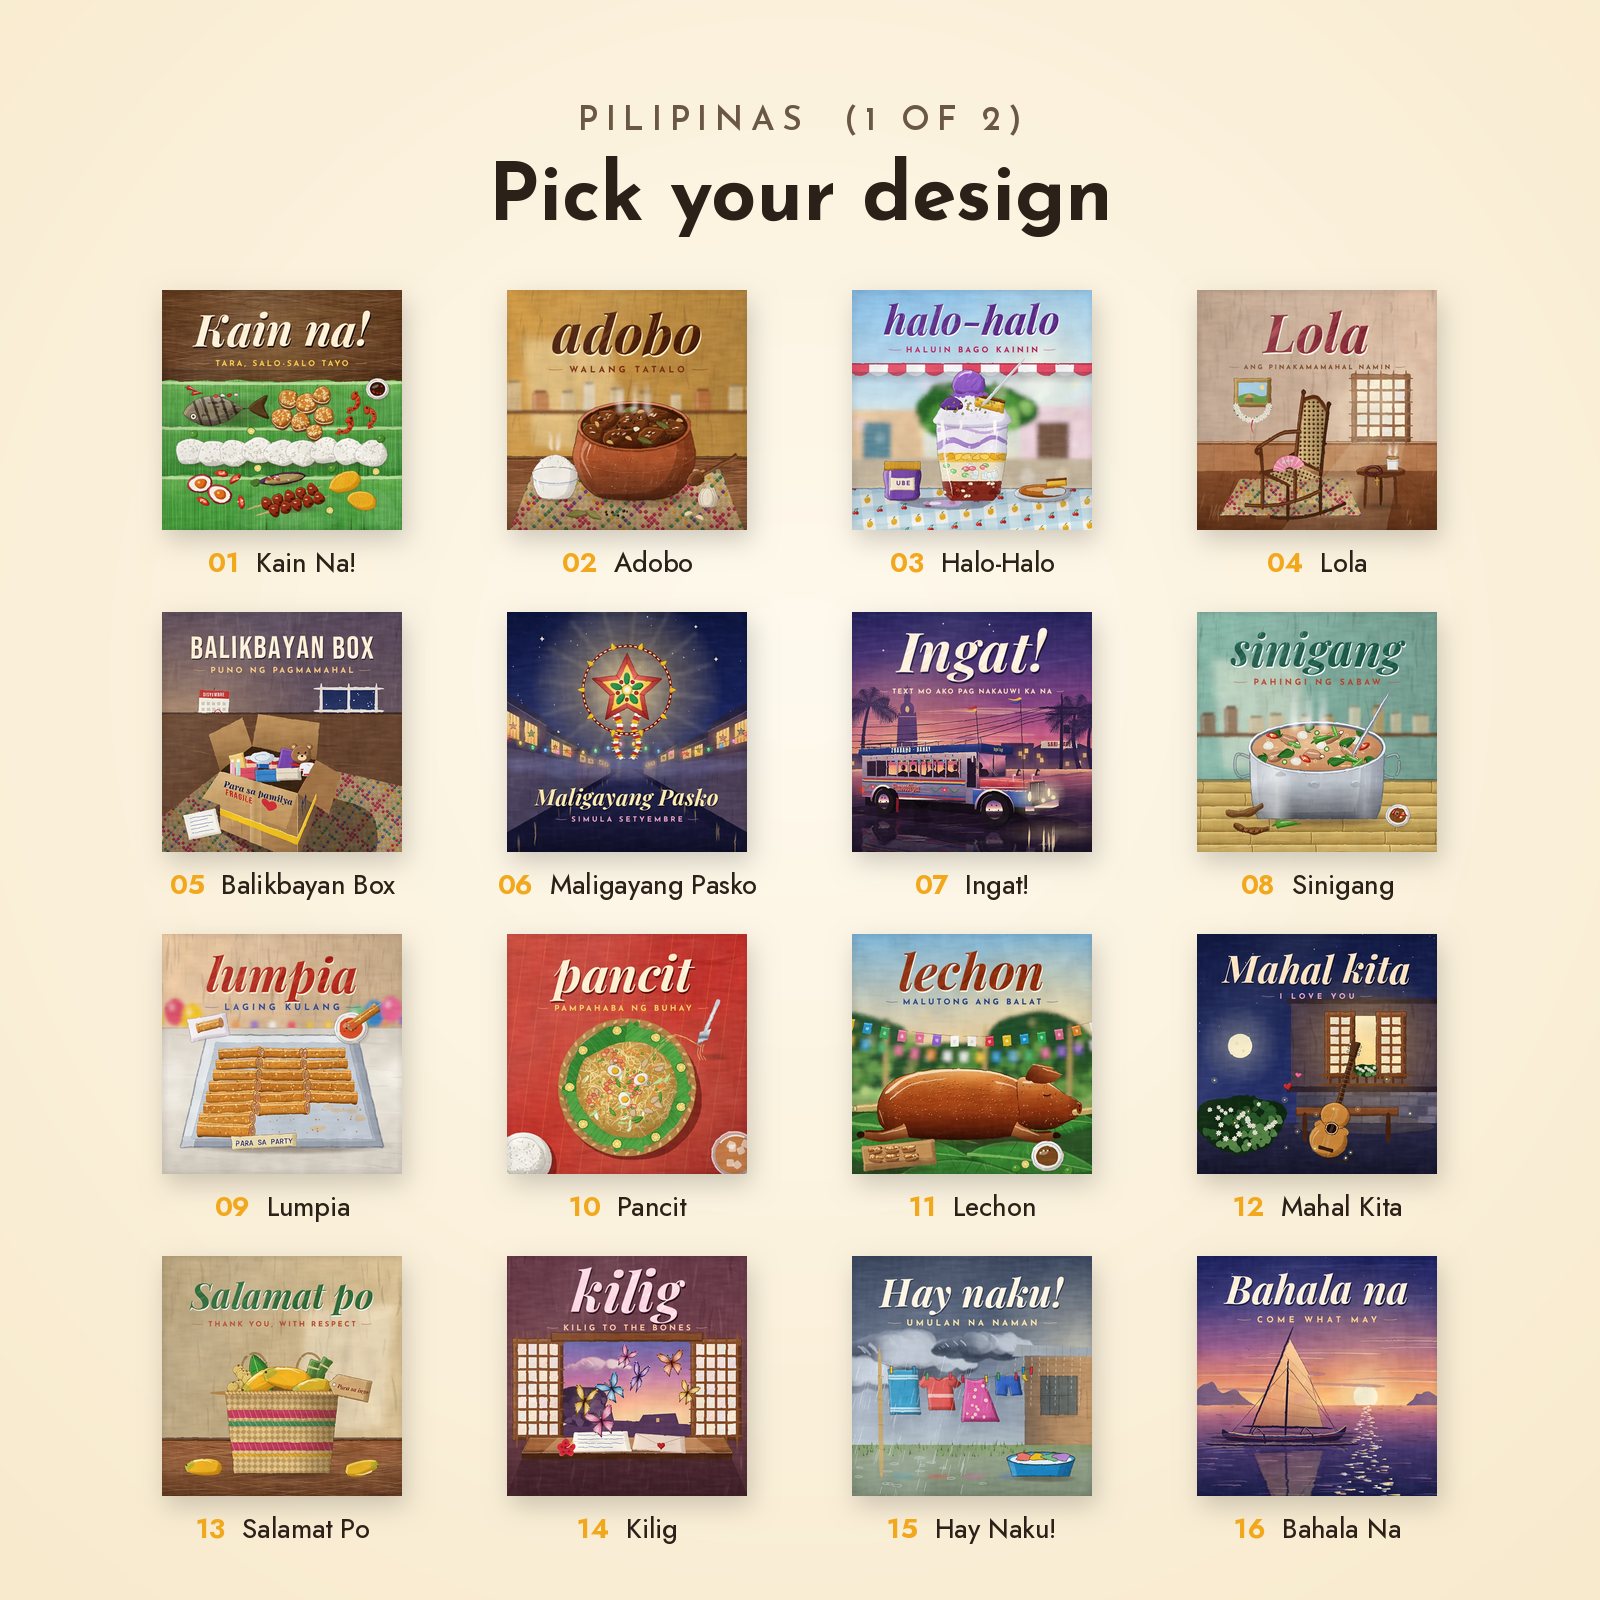 PILIPINAS (1 OF 2)
Pick your design
Kain na!
TARA, SALO-SALO TAYO
01 Kain Na!
adobo
WALANG TATALO
02 Adobo
halo-halo
HALUIN BAGO KAININ
UBE
03 Halo-Halo
Lola
ANG PINAKAMAMAHAL NAMIN
04 Lola
BALIKBAYAN BOX
PUNO NG PAGMAMAHAL
DISYEMBRE
Para sa pamilya
FRAGILE
05 Balikbayan Box
Maligayang Pasko
SIMULA SETYEMBRE
06 Maligayang Pasko
Ingat!
TEXT MO AKO PAG NAKAUWI KA NA
07 Ingat!
sinigang
PAHINGI NG SABAW
08 Sinigang
lumpia
LAGING KULANG
PARA SA PARTY
09 Lumpia
pancit
PAMPAHABA NG BUHAY
10 Pancit
lechon
MALUTONG ANG BALAT
11 Lechon
Mahal kita
I LOVE YOU
12 Mahal Kita
Salamat po
THANK YOU, WITH RESPECT
13 Salamat Po
kilig
KILIG TO THE BONES
14 Kilig
Hay naku!
UMULAN NA NAMAN
15 Hay Naku!
Bahala na
COME WHAT MAY
16 Bahala Na